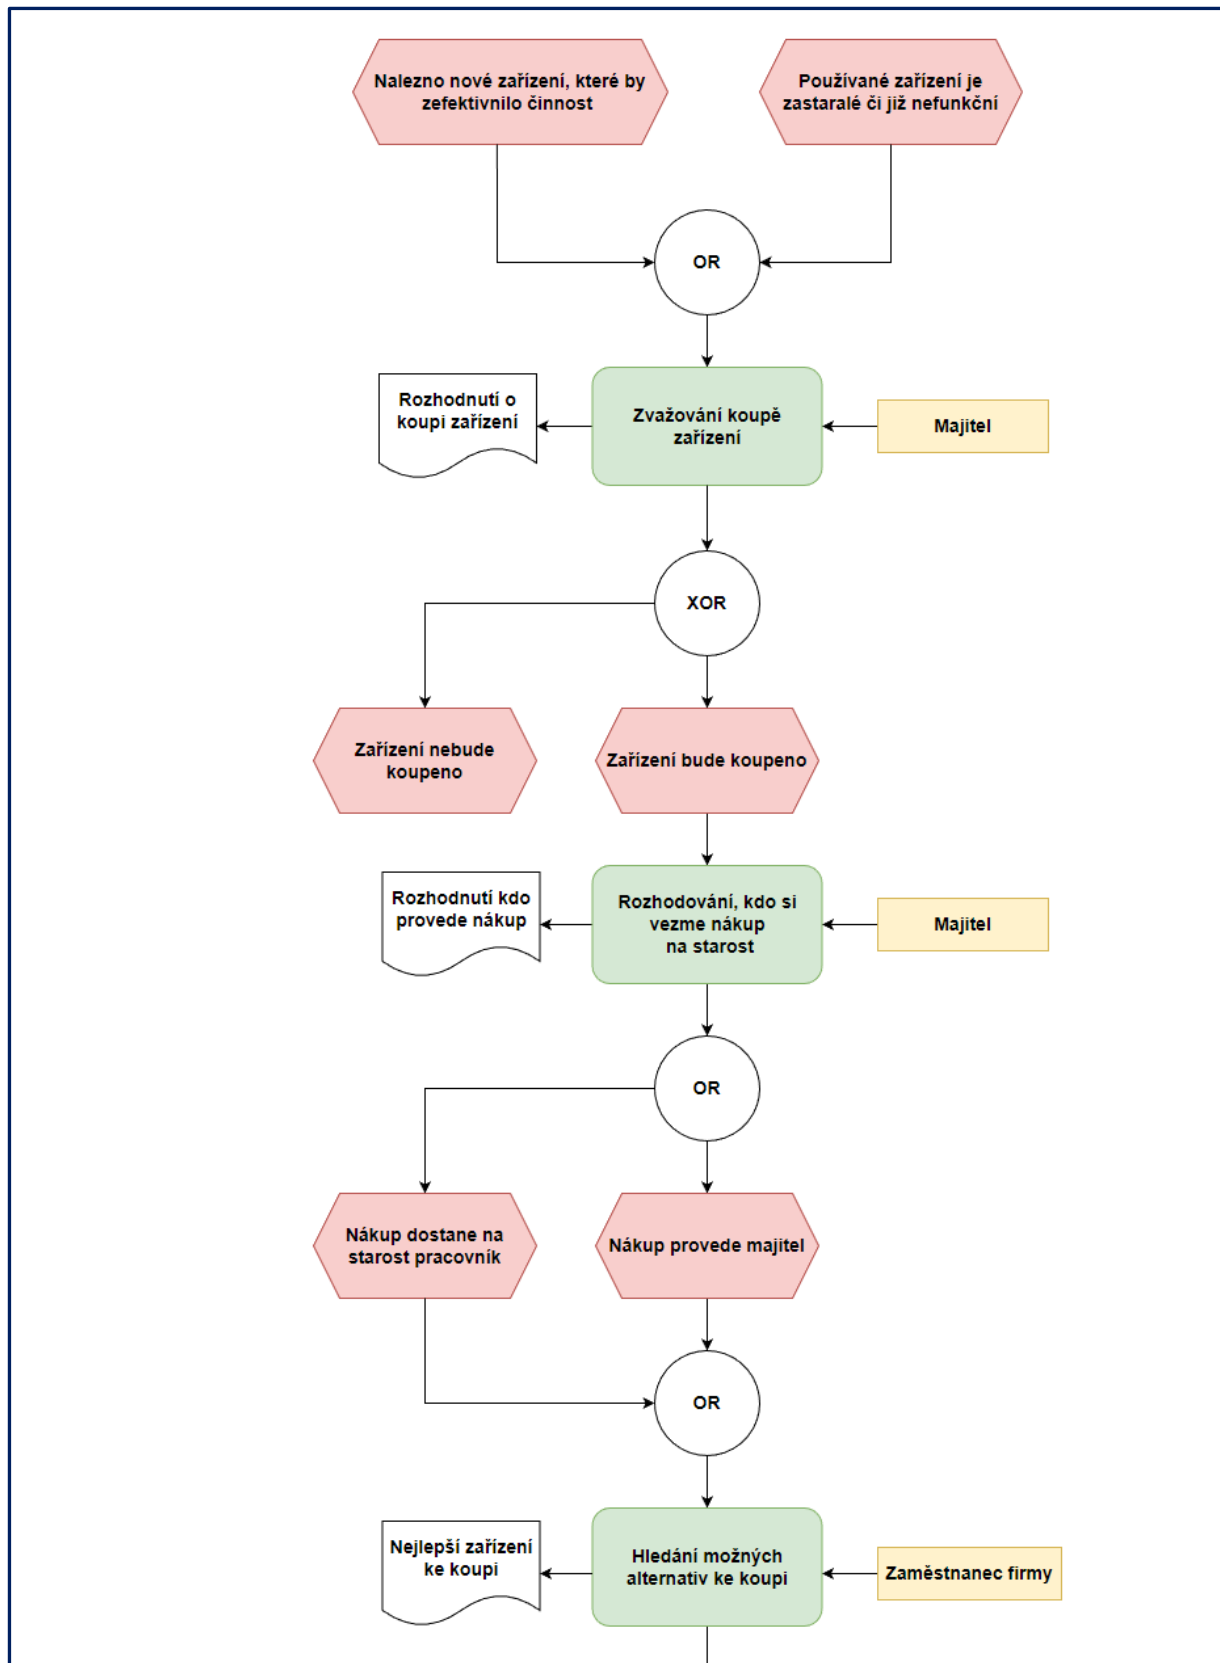 Nalezno nové zařízení, které by
zefektivnilo činnost
Používané zařízení je
zastaralé či již nefunkční
OR
Rozhodnutí o
koupi zařízení
Zvažování koupě
zařízení
Majitel
XOR
Zařízení nebude
koupeno
Zařízení bude koupeno
Rozhodnutí kdo
provede nákup
Rozhodování, kdo si
vezme nákup
na starost
Majitel
OR
Nákup dostane na
starost pracovník
Nákup provede majitel
OR
Nejlepší zařízení
ke koupi
Hledání možných
alternativ ke koupi
Zaměstnanec firmy